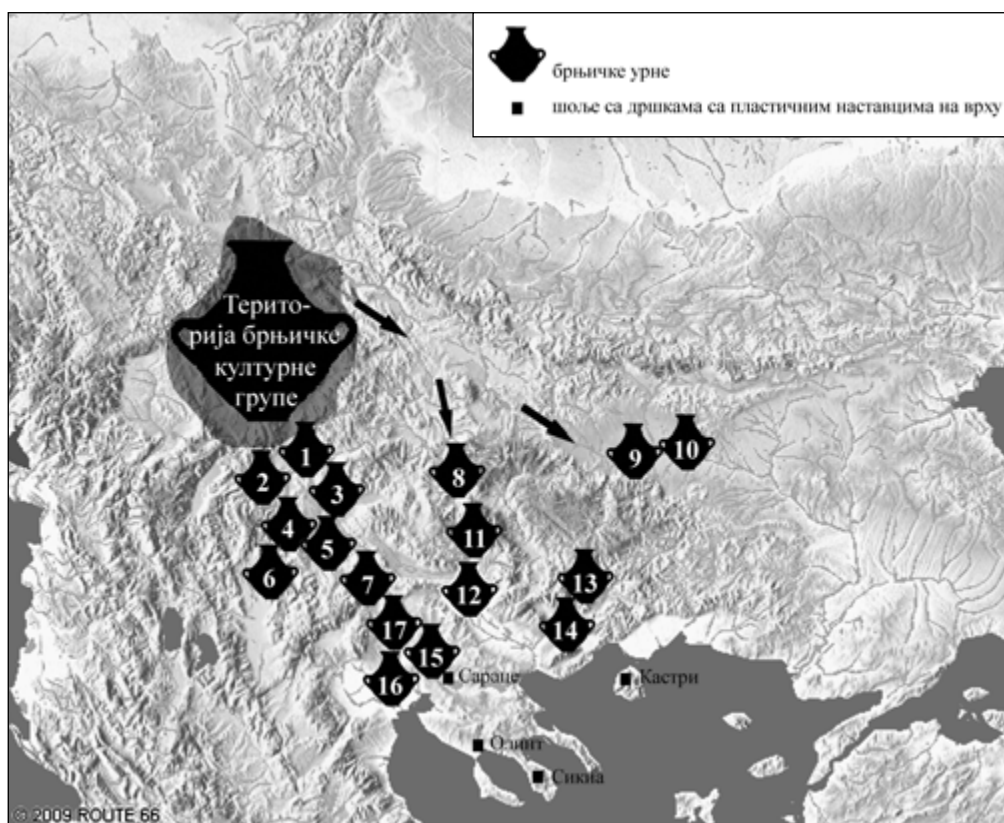 брњичке урне
шоље са дршкама са пластичним наставцима на врху
Терито-
рија брњичке
културне
групе
1
2
3
4
5
6
7
8
9
10
11
12
13
14
17
15
16
Сараце
Кастри
Олинт
Сикиа
© 2009 ROUTE 66